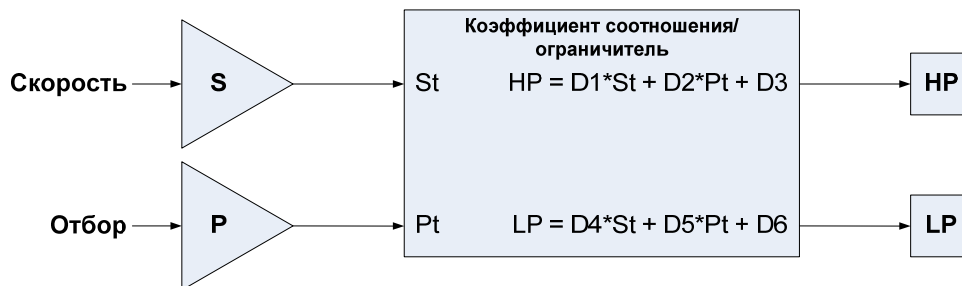 Коэффициент соотношения/
ограничитель
Скорость
S
St
HP = D1*St + D2*Pt + D3
HP
Отбор
P
Pt
LP = D4*St + D5*Pt + D6
LP